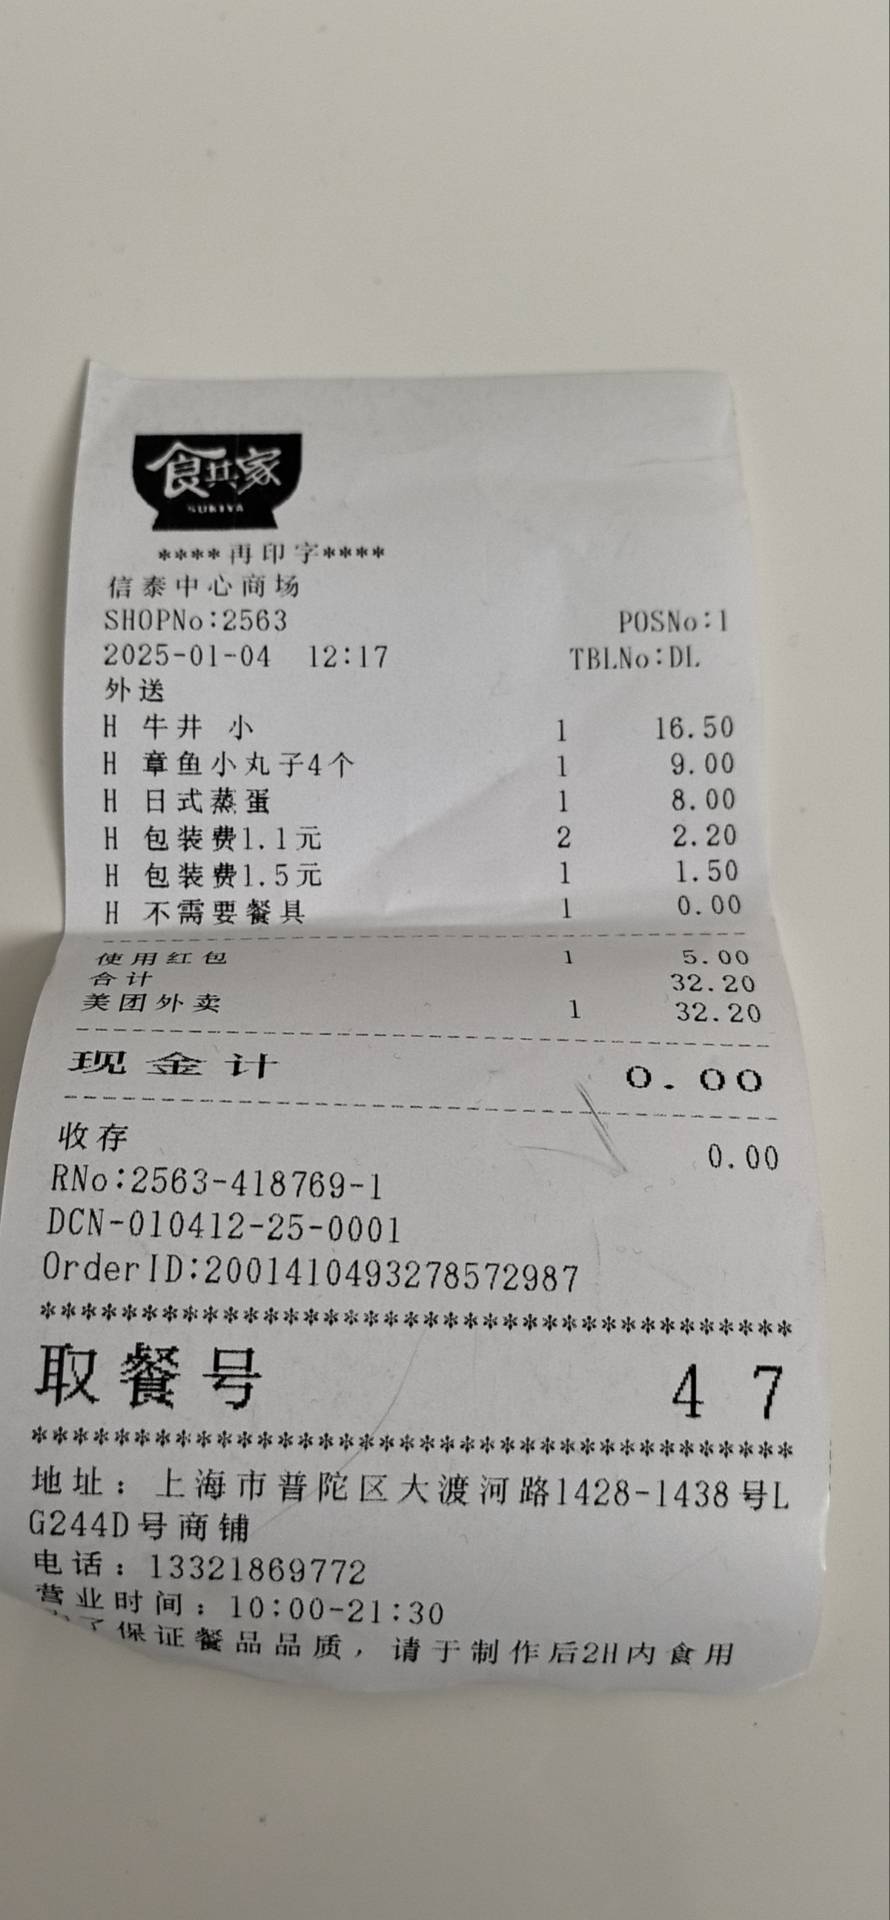 食其家
SUKIYA
****再印字****
信泰中心商场
SHOPNo:2563 POSNo:1
2025-01-04 12:17 TBLNo:DL
外送
H 牛丼 小 1 16.50
H 章鱼小丸子4个 1 9.00
H 日式蒸蛋 1 8.00
H 包装费1.1元 2 2.20
H 包装费1.5元 1 1.50
H 不需要餐具 1 0.00
使用红包 1 5.00
合计 32.20
美团外卖 1 32.20
现金计 0.00
收存 0.00
RNo:2563-418769-1
DCN-010412-25-0001
OrderID:2001410493278572987
*************************************
取餐号 47
*************************************
地址：上海市普陀区大渡河路1428-1438号L
G244D号商铺
电话：13321869772
营业时间：10:00-21:30
了保证餐品品质，请于制作后2H内食用